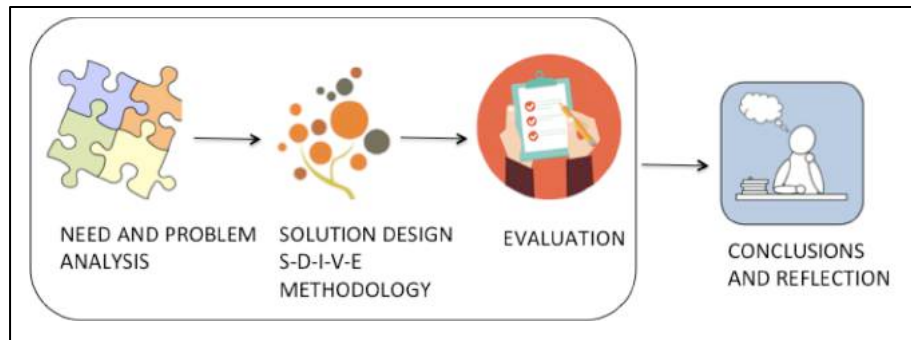 NEED AND PROBLEM
ANALYSIS
SOLUTION DESIGN
S-D-I-V-E
METHODOLOGY
EVALUATION
CONCLUSIONS
AND REFLECTION